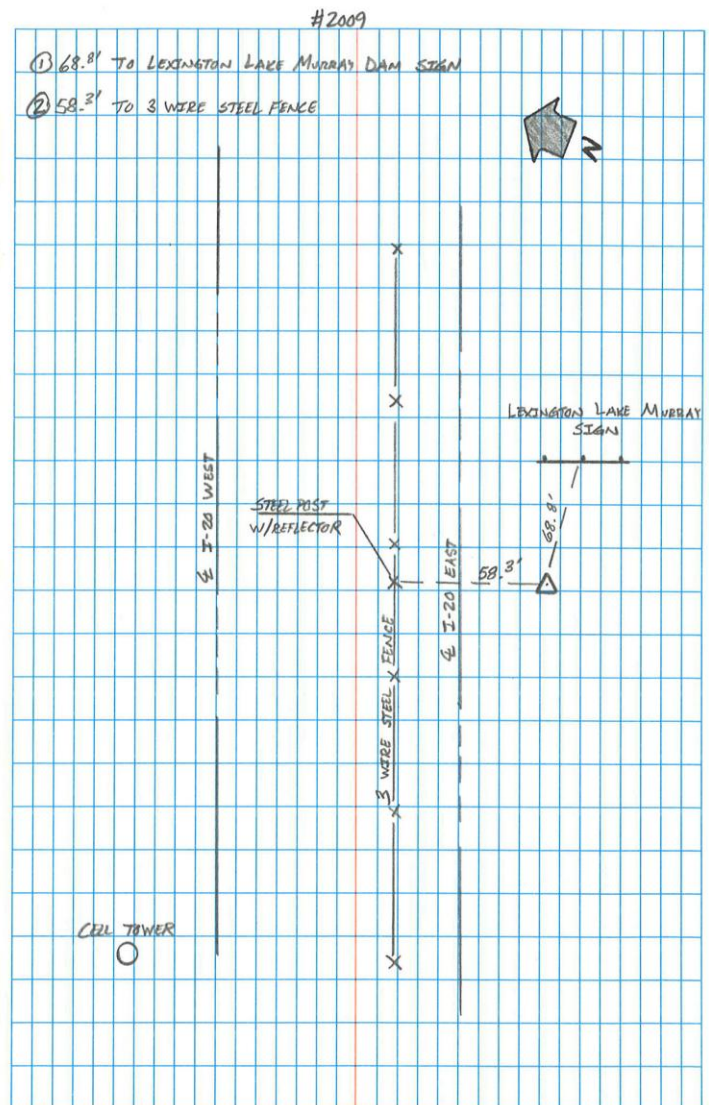 #2009
① 68.8' TO LEXINGTON LAKE MURRAY DAM SIGN
② 58.3' TO 3 WIRE STEEL FENCE
N
LEXINGTON LAKE MURRAY
SIGN
68.8'
STEEL POST
W/REFLECTOR
℄ I-20 WEST
58.3'
℄ I-20 EAST
3 WIRE STEEL FENCE
CELL TOWER